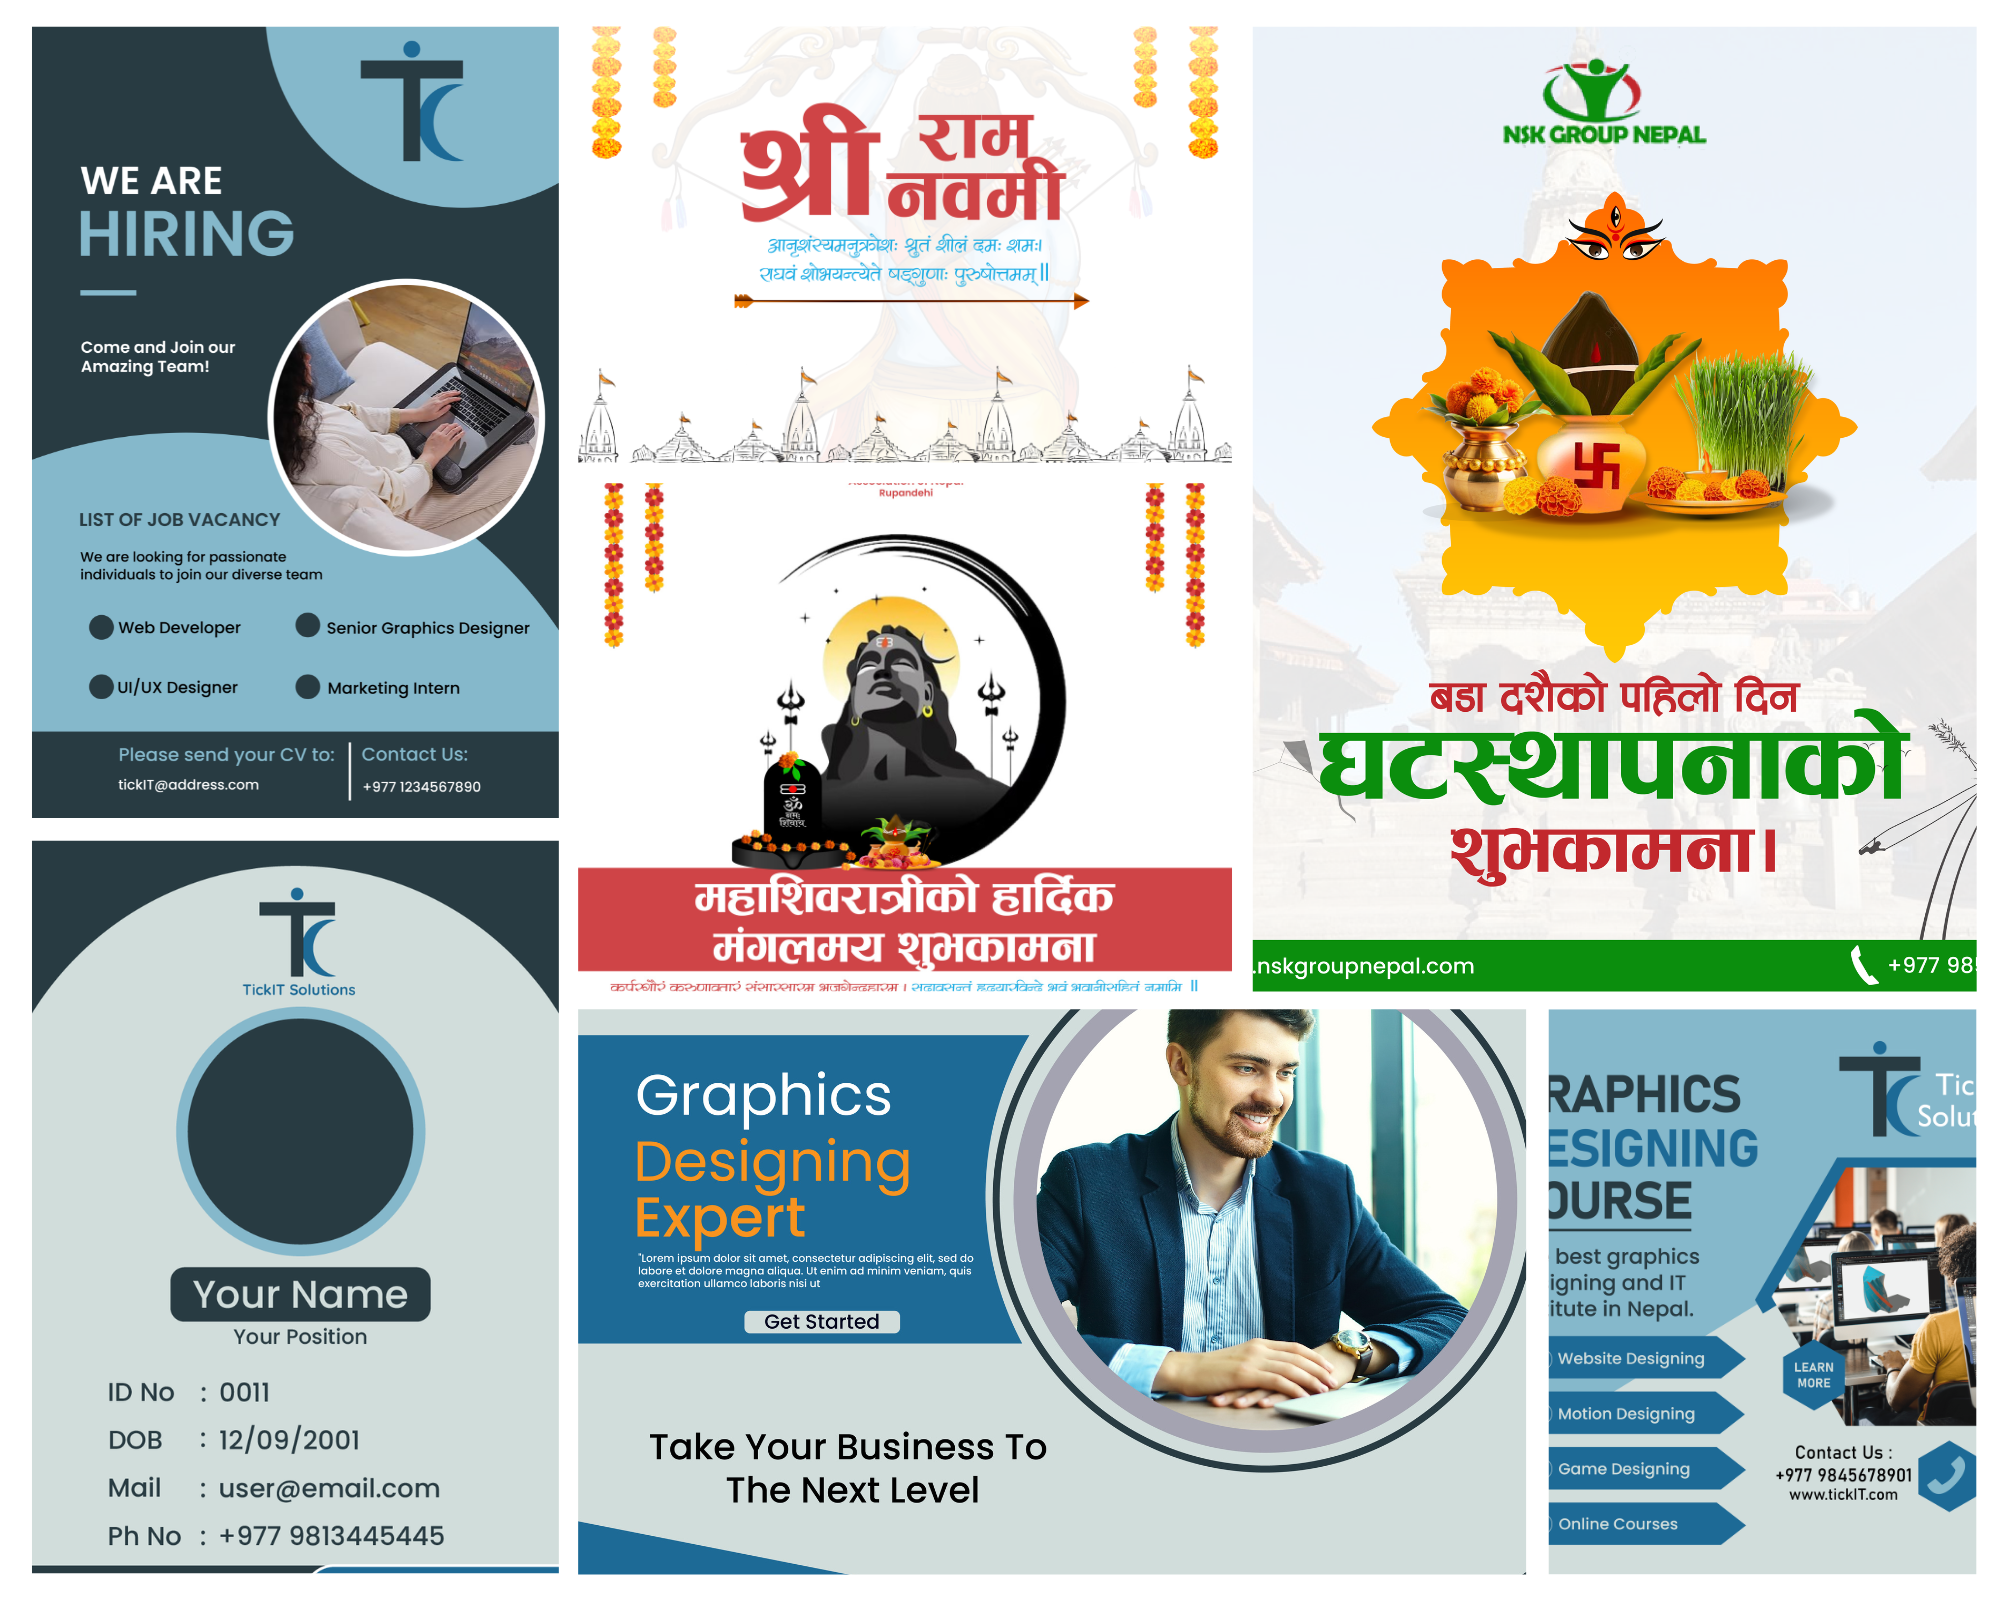 WE ARE
HIRING
Come and Join our
Amazing Team!
LIST OF JOB VACANCY
We are looking for passionate
individuals to join our diverse team
Web Developer
Senior Graphics Designer
UI/UX Designer
Marketing Intern
Please send your CV to:
Contact Us:
tickIT@address.com
+977 1234567890
TickIT Solutions
Your Name
Your Position
ID No : 0011
DOB : 12/09/2001
Mail : user@email.com
Ph No : +977 9813445445
श्री राम
नवमी
आनृशंस्यमनुक्रोशः श्रुतं शीलं दमः शमः।
राघवं शोभयन्त्येते षड्गुणाः पुरुषोत्तमम् ॥
Rupandehi
ॐ
नमः
शिवाय
महाशिवरात्रीको हार्दिक
मंगलमय शुभकामना
कर्पूरगौरं करुणावतारं संसारसारम् भुजगेन्द्रहारम् । सदावसन्तं हृदयारविन्दे भवं भवानीसहितं नमामि ॥
NSK GROUP NEPAL
बडा दशैको पहिलो दिन
घटस्थापनाको
शुभकामना।
.nskgroupnepal.com
+977 98
Graphics
Designing
Expert
"Lorem ipsum dolor sit amet, consectetur adipiscing elit, sed do
labore et dolore magna aliqua. Ut enim ad minim veniam, quis
exercitation ullamco laboris nisi ut
Get Started
Take Your Business To
The Next Level
RAPHICS
ESIGNING
OURSE
Tic
Solut
best graphics
igning and IT
itute in Nepal.
Website Designing
Motion Designing
Game Designing
Online Courses
LEARN
MORE
Contact Us :
+977 9845678901
www.tickIT.com